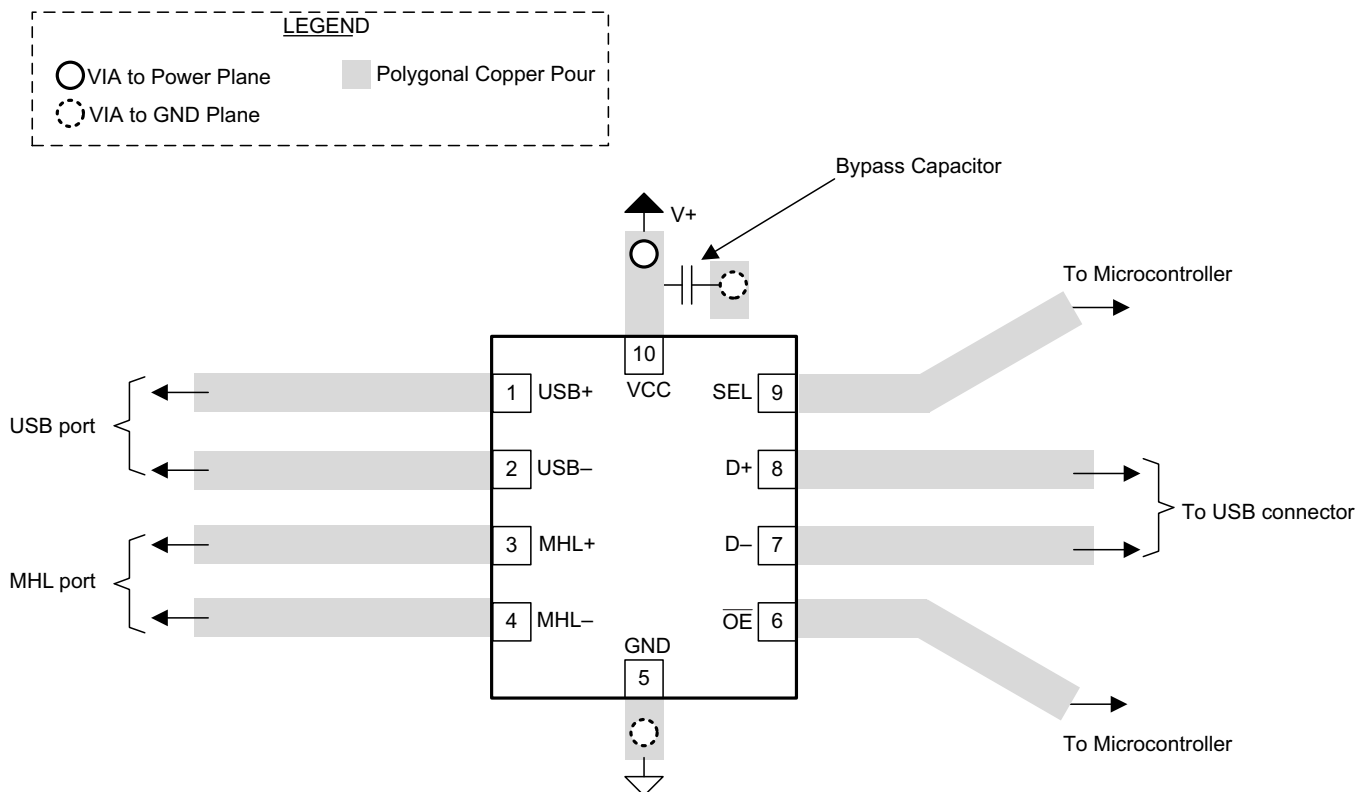 LEGEND
VIA to Power Plane
Polygonal Copper Pour
VIA to GND Plane
Bypass Capacitor
V+
To Microcontroller
10
VCC
1 USB+
SEL 9
USB port
2 USB–
D+ 8
To USB connector
3 MHL+
D– 7
MHL port
4 MHL–
OE 6
GND
5
To Microcontroller